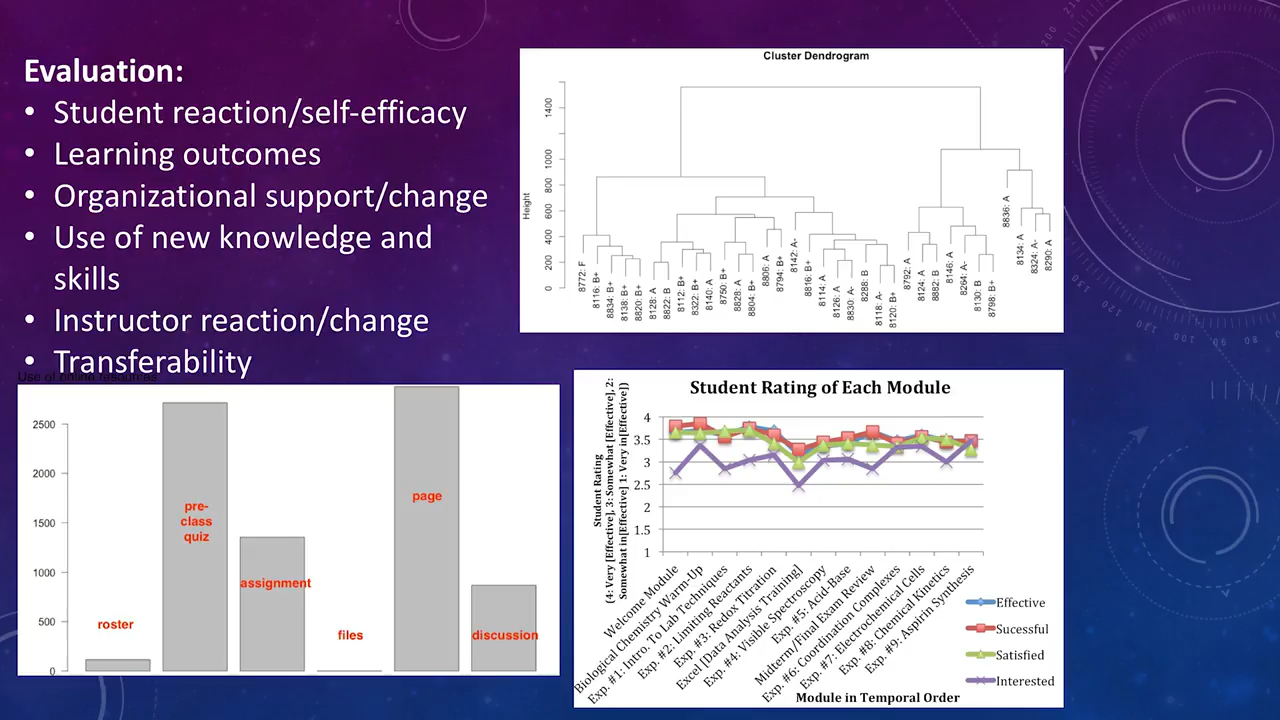 Evaluation:
• Student reaction/self-efficacy
• Learning outcomes
• Organizational support/change
• Use of new knowledge and
skills
• Instructor reaction/change
• Transferability
Cluster Dendrogram
Height
0
200
400
600
800
1000
1400
8772: F
8116: B+
8834: B+
8138: B+
8820: B+
8128: A
8822: B
8112: B+
8322: B+
8140: A
8750: B+
8828: A
8804: B+
8806: A
8794: B+
8142: A-
8816: B+
8114: A
8126: A
8830: A-
8288: B
8118: A-
8120: B+
8792: A
8124: A
8882: B
8146: A
8264: A-
8130: B
8798: B+
8836: A
8134: A
8324: A-
8290: A
Use of online resources
2500
2000
1500
1000
500
0
roster
pre-
class
quiz
assignment
files
page
discussion
Student Rating of Each Module
Student Rating
(4: Very [Effective], 3: Somewhat [Effective], 2:
Somewhat in[Effective] 1: Very in[Effective])
4
3.5
3
2.5
2
1.5
1
Welcome Module
Biological Chemistry Warm-Up
Exp. #1: Intro. To Lab Techniques
Exp. #2: Limiting Reactants
Exp. #3: Redox Titration
Excel [Data Analysis Training]
Exp. #4: Visible Spectroscopy
Exp. #5: Acid-Base
Midterm/Final Exam Review
Exp. #6: Coordination Complexes
Exp. #7: Electrochemical Cells
Exp. #8: Chemical Kinetics
Exp. #9: Aspirin Synthesis
Effective
Sucessful
Satisfied
Interested
Module in Temporal Order